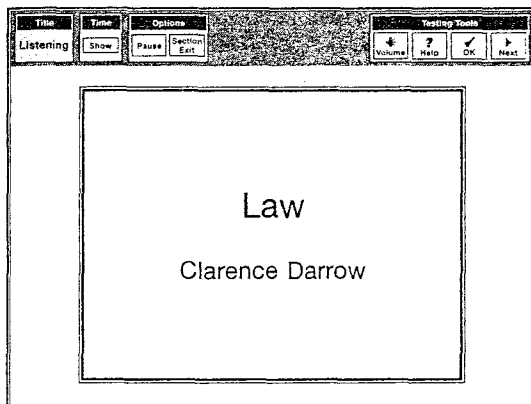 Title
Time
Options
Testing Tools
Listening
Show
Pause
Section
Exit
Volume
?
Help
OK
Next
Law
Clarence Darrow